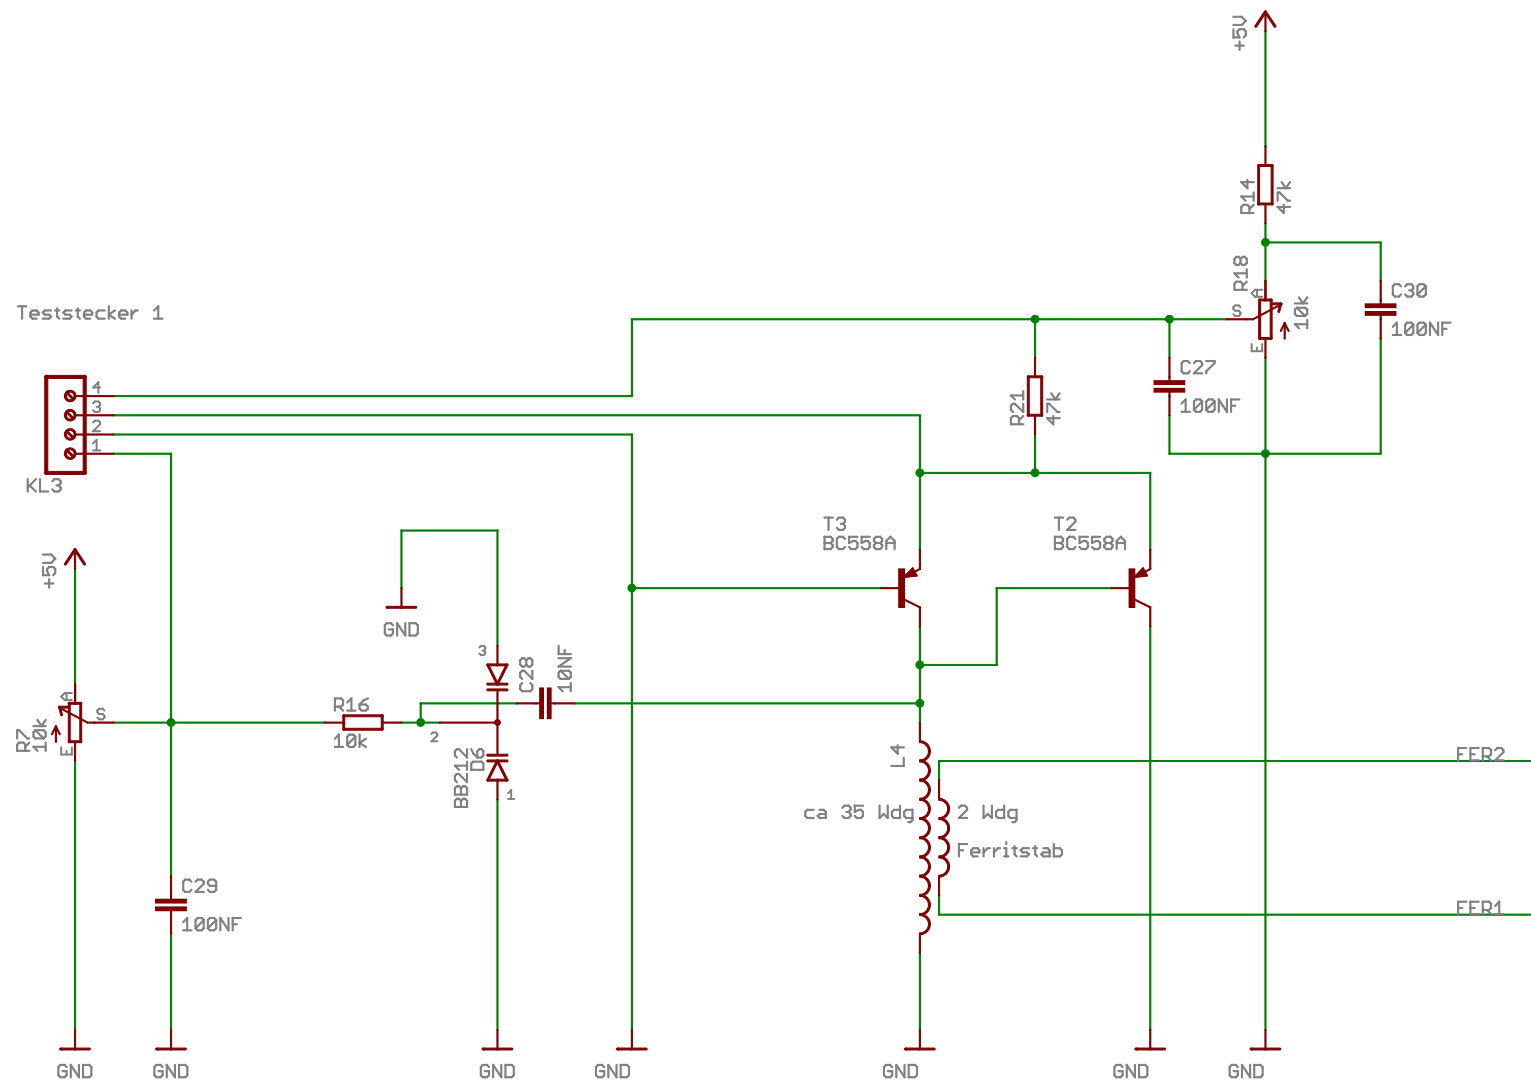 +5V
R14
47k
R18
A
S
10k
E
C30
100NF
Teststecker 1
4
3
2
1
KL3
C27
100NF
R21
47k
T3
BC558A
T2
BC558A
+5V
GND
3
C28
10NF
A
S
R7
10k
E
R16
10k
2
BB212
D6
1
L4
FER2
ca 35 Wdg
2 Wdg
Ferritstab
C29
100NF
FER1
GND
GND
GND
GND
GND
GND
GND